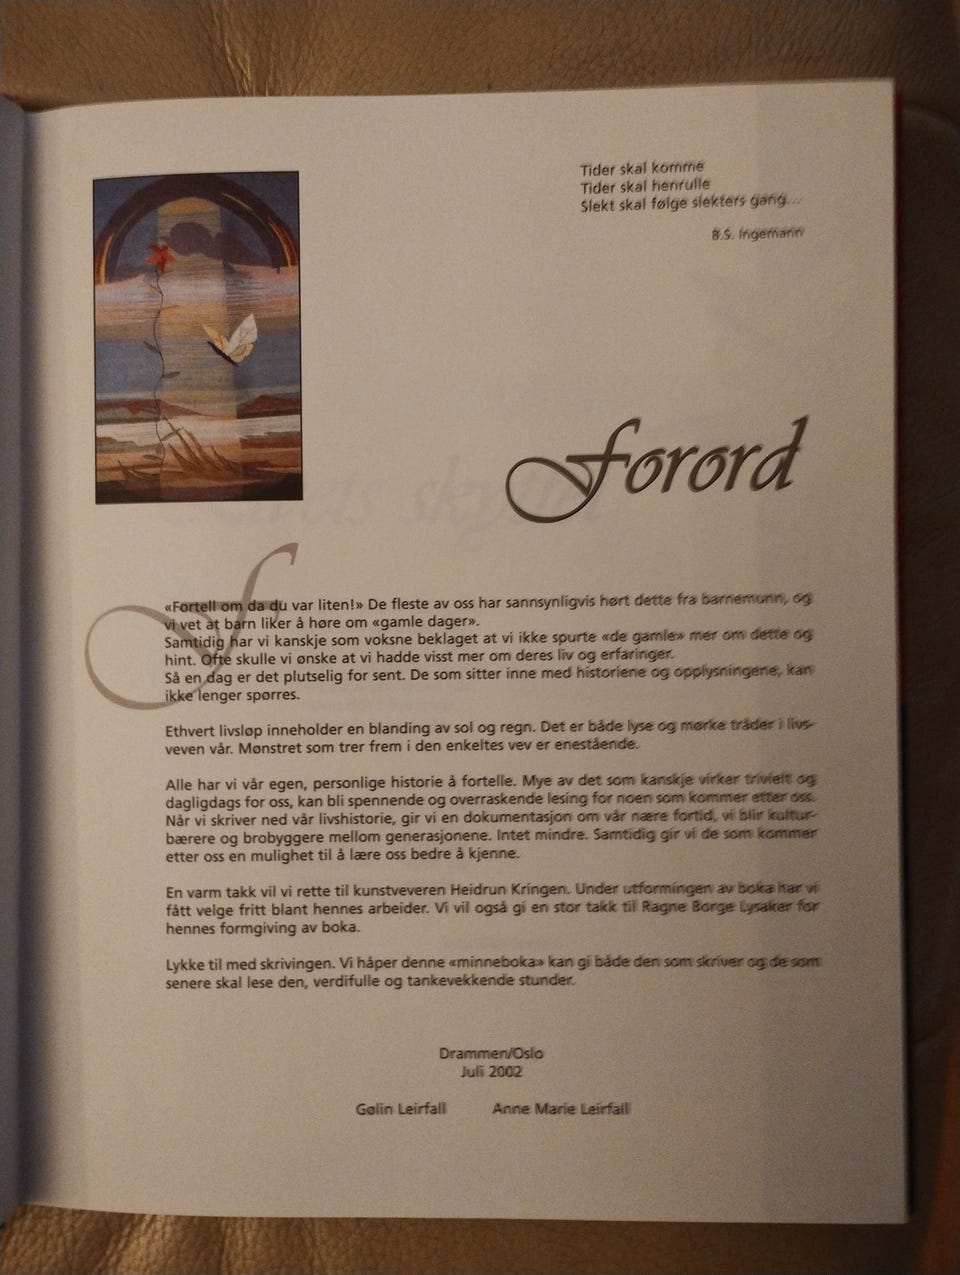 Tider skal komme
Tider skal henrulle
Slekt skal følge slekters gang...
B.S. Ingemann
Forord
«Fortell om da du var liten!» De fleste av oss har sannsynligvis hørt dette fra barnemunn, og
vi vet at barn liker å høre om «gamle dager».
Samtidig har vi kanskje som voksne beklaget at vi ikke spurte «de gamle» mer om dette og
hint. Ofte skulle vi ønske at vi hadde visst mer om deres liv og erfaringer.
Så en dag er det plutselig for sent. De som sitter inne med historiene og opplysningene, kan
ikke lenger spørres.
Ethvert livsløp inneholder en blanding av sol og regn. Det er både lyse og mørke tråder i livs-
veven vår. Mønstret som trer frem i den enkeltes vev er enestående.
Alle har vi vår egen, personlige historie å fortelle. Mye av det som kanskje virker trivielt og
dagligdags for oss, kan bli spennende og overraskende lesing for noen som kommer etter oss.
Når vi skriver ned vår livshistorie, gir vi en dokumentasjon om vår nære fortid, vi blir kultur-
bærere og brobyggere mellom generasjonene. Intet mindre. Samtidig gir vi de som kommer
etter oss en mulighet til å lære oss bedre å kjenne.
En varm takk vil vi rette til kunstveveren Heidrun Kringen. Under utformingen av boka har vi
fått velge fritt blant hennes arbeider. Vi vil også gi en stor takk til Ragne Borge Lysaker for
hennes formgiving av boka.
Lykke til med skrivingen. Vi håper denne «minneboka» kan gi både den som skriver og de som
senere skal lese den, verdifulle og tankevekkende stunder.
Drammen/Oslo
Juli 2002
Gølin Leirfall Anne Marie Leirfall